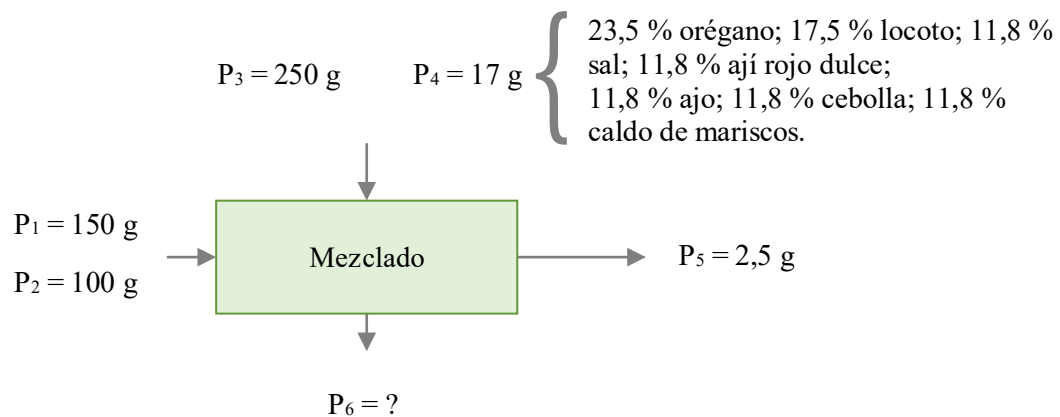 23,5 % orégano; 17,5 % locoto; 11,8 %
sal; 11,8 % ají rojo dulce;
11,8 % ajo; 11,8 % cebolla; 11,8 %
caldo de mariscos.
P₃ = 250 g
P₄ = 17 g
P₁ = 150 g
P₂ = 100 g
Mezclado
P₅ = 2,5 g
P₆ = ?